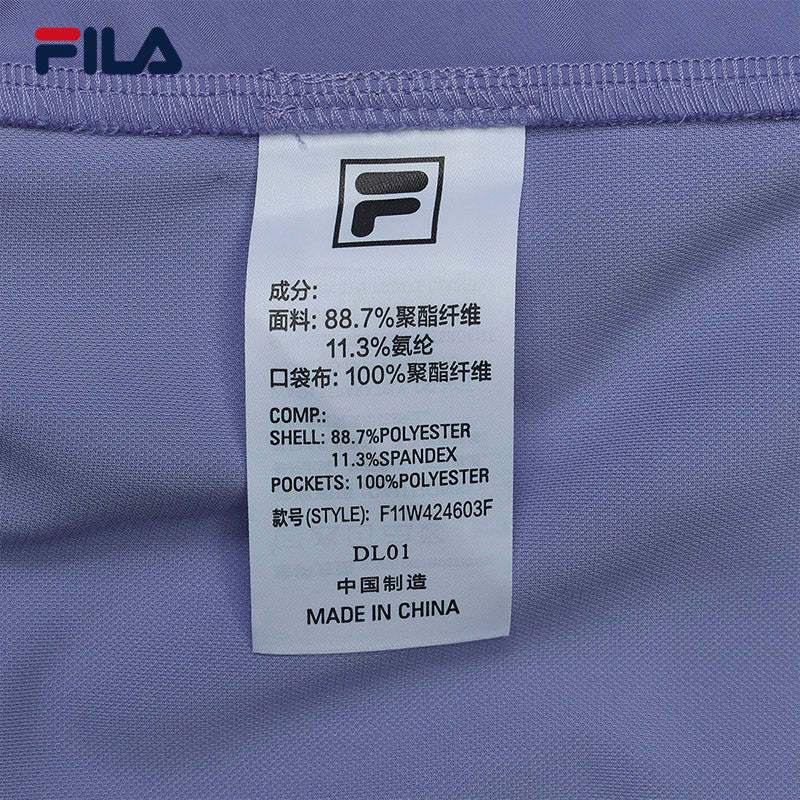 FILA
F
成分:
面料: 88.7%聚酯纤维
11.3%氨纶
口袋布: 100%聚酯纤维
COMP.:
SHELL: 88.7%POLYESTER
11.3%SPANDEX
POCKETS: 100%POLYESTER
款号(STYLE): F11W424603F
DL01
中国制造
MADE IN CHINA